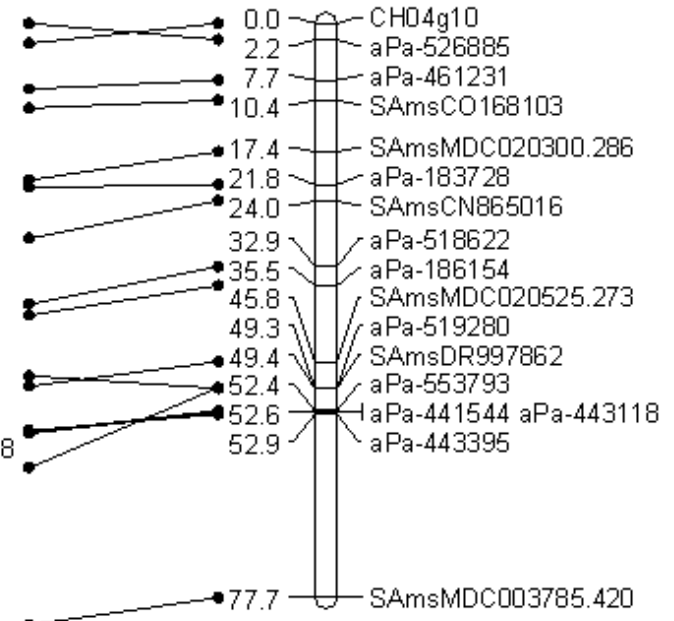 0.0 CH04g10
2.2 aPa-526885
7.7 aPa-461231
10.4 SAmsCO168103
17.4 SAmsMDC020300.286
21.8 aPa-183728
24.0 SAmsCN865016
32.9 aPa-518622
35.5 aPa-186154
45.8 SAmsMDC020525.273
49.3 aPa-519280
49.4 SAmsDR997862
52.4 aPa-553793
52.6 aPa-441544 aPa-443118
8 52.9 aPa-443395
77.7 SAmsMDC003785.420